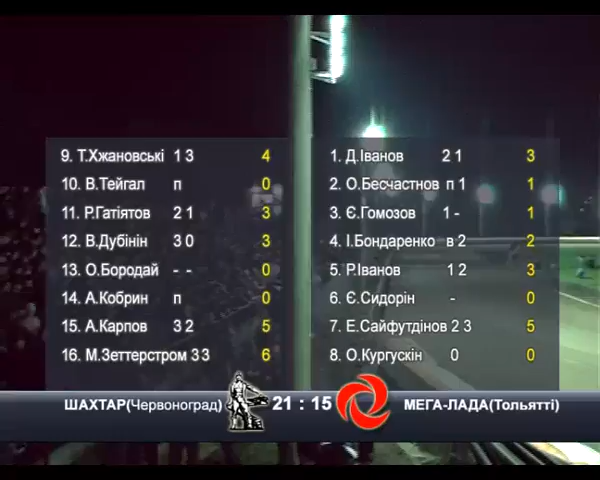 9. Т.Хжановські 1 3 4
10. В.Тейгал п 0
11. Р.Гатіятов 2 1 3
12. В.Дубінін 3 0 3
13. О.Бородай - - 0
14. А.Кобрин п 0
15. А.Карпов 3 2 5
16. М.Зеттерстром 3 3 6
1. Д.Іванов 2 1 3
2. О.Бесчастнов п 1 1
3. Є.Гомозов 1 - 1
4. І.Бондаренко в 2 2
5. Р.Іванов 1 2 3
6. Є.Сидорін - 0
7. Е.Сайфутдінов 2 3 5
8. О.Кургускін 0 0
ШАХТАР(Червоноград) 21 : 15 МЕГА-ЛАДА(Тольятті)